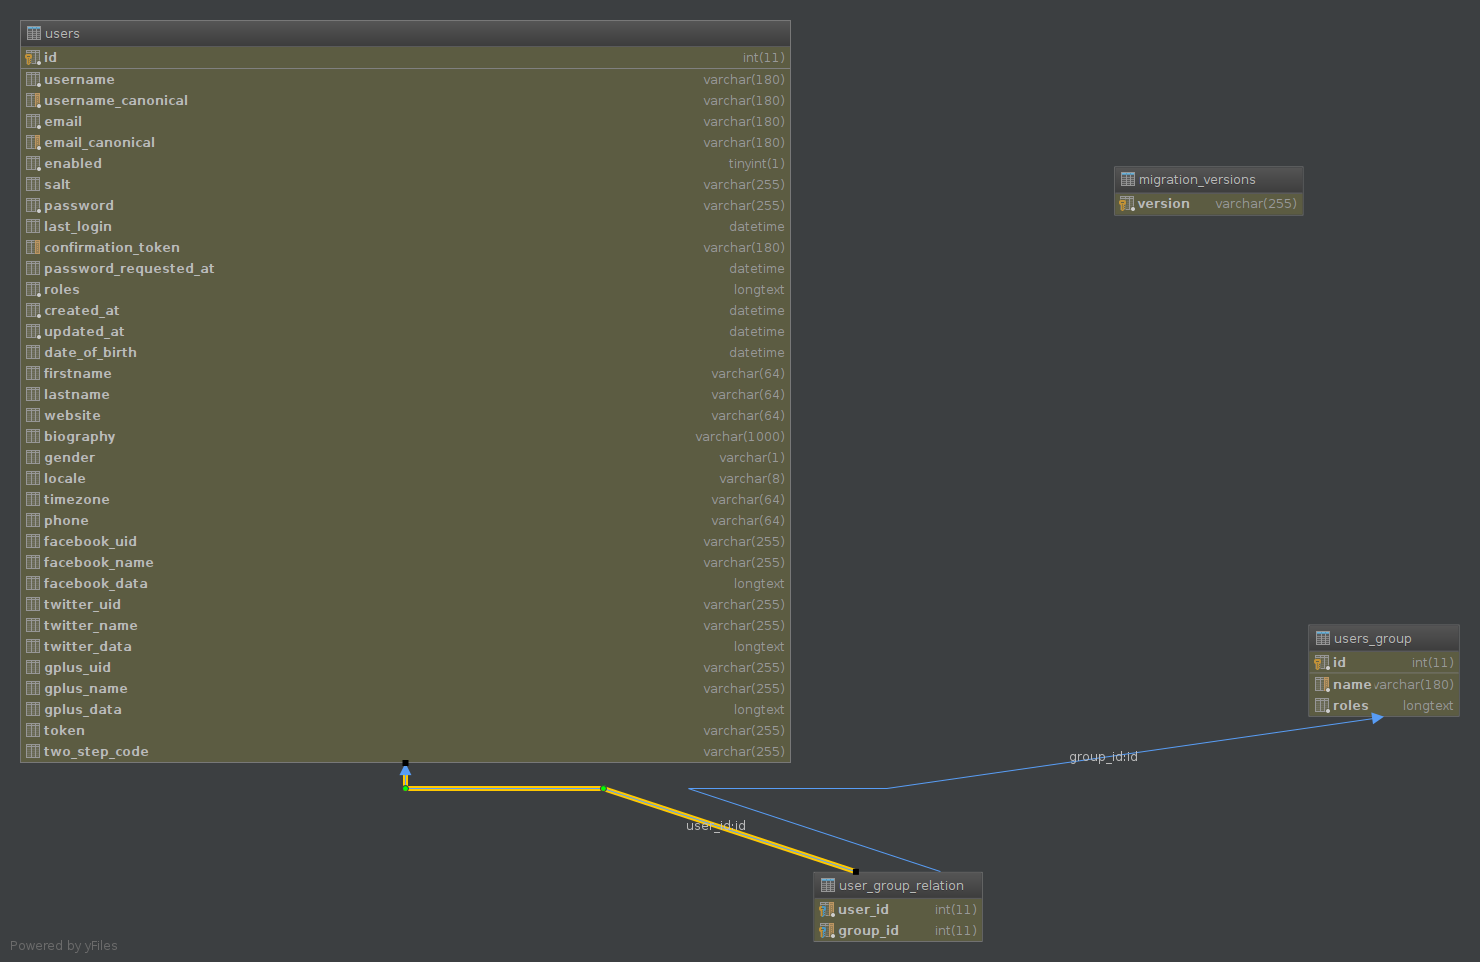 users
id int(11)
username varchar(180)
username_canonical varchar(180)
email varchar(180)
email_canonical varchar(180)
enabled tinyint(1)
salt varchar(255)
password varchar(255)
last_login datetime
confirmation_token varchar(180)
password_requested_at datetime
roles longtext
created_at datetime
updated_at datetime
date_of_birth datetime
firstname varchar(64)
lastname varchar(64)
website varchar(64)
biography varchar(1000)
gender varchar(1)
locale varchar(8)
timezone varchar(64)
phone varchar(64)
facebook_uid varchar(255)
facebook_name varchar(255)
facebook_data longtext
twitter_uid varchar(255)
twitter_name varchar(255)
twitter_data longtext
gplus_uid varchar(255)
gplus_name varchar(255)
gplus_data longtext
token varchar(255)
two_step_code varchar(255)
migration_versions
version varchar(255)
users_group
id int(11)
name varchar(180)
roles longtext
group_id:id
user_id:id
user_group_relation
user_id int(11)
group_id int(11)
Powered by yFiles